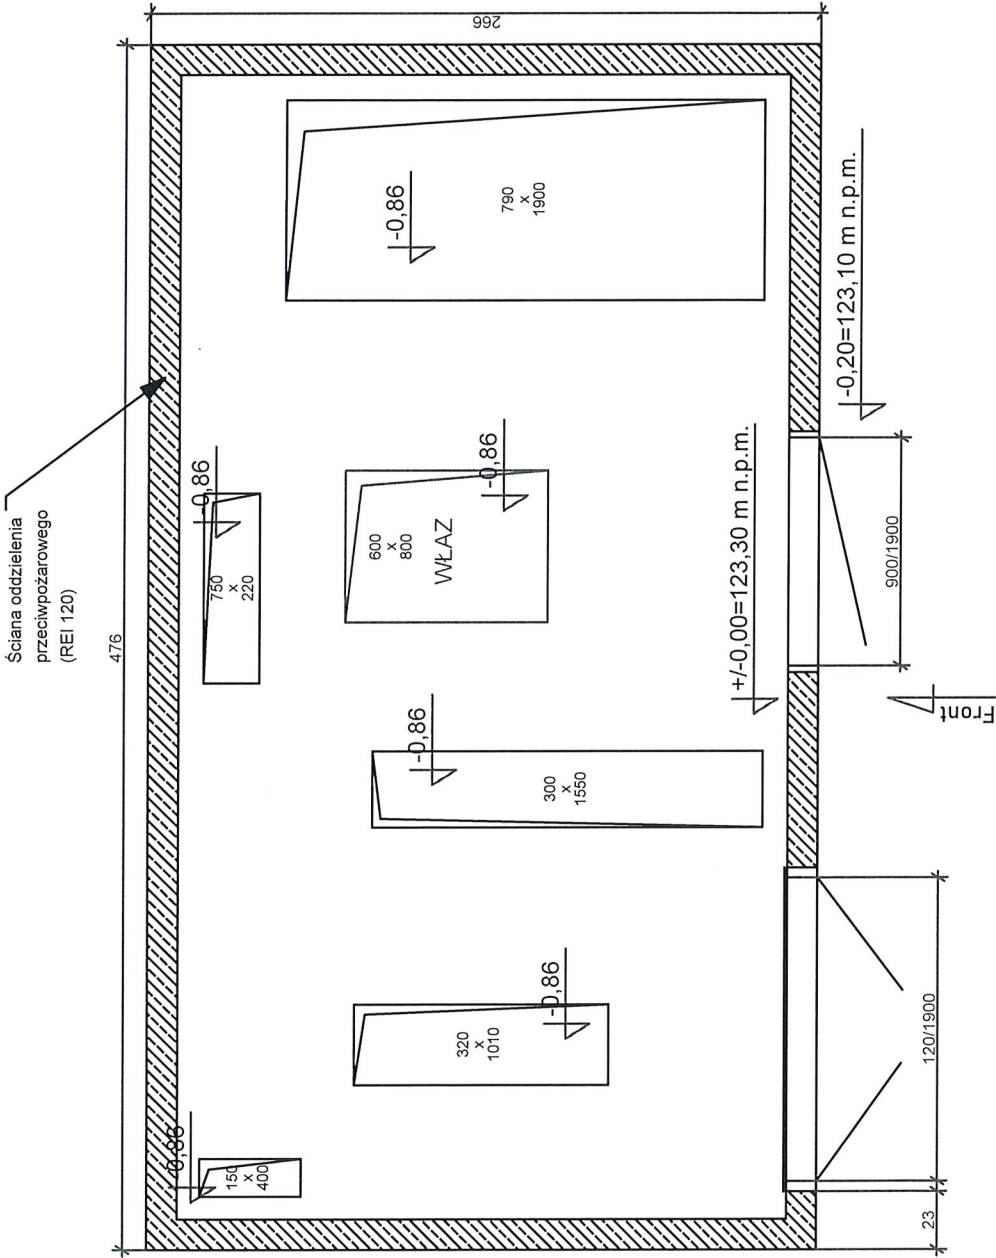 Ściana oddzielenia
przeciwpożarowego
(REI 120)
476
266
-0,86
790
x
1900
-0,20=123,10 m n.p.m.
-0,86
750
x
220
-0,86
600
x
800
WŁAZ
+/-0,00=123,30 m n.p.m.
900/1900
Front
-0,86
300
x
1550
-0,86
320
x
1010
120/1900
-0,86
150
x
400
23